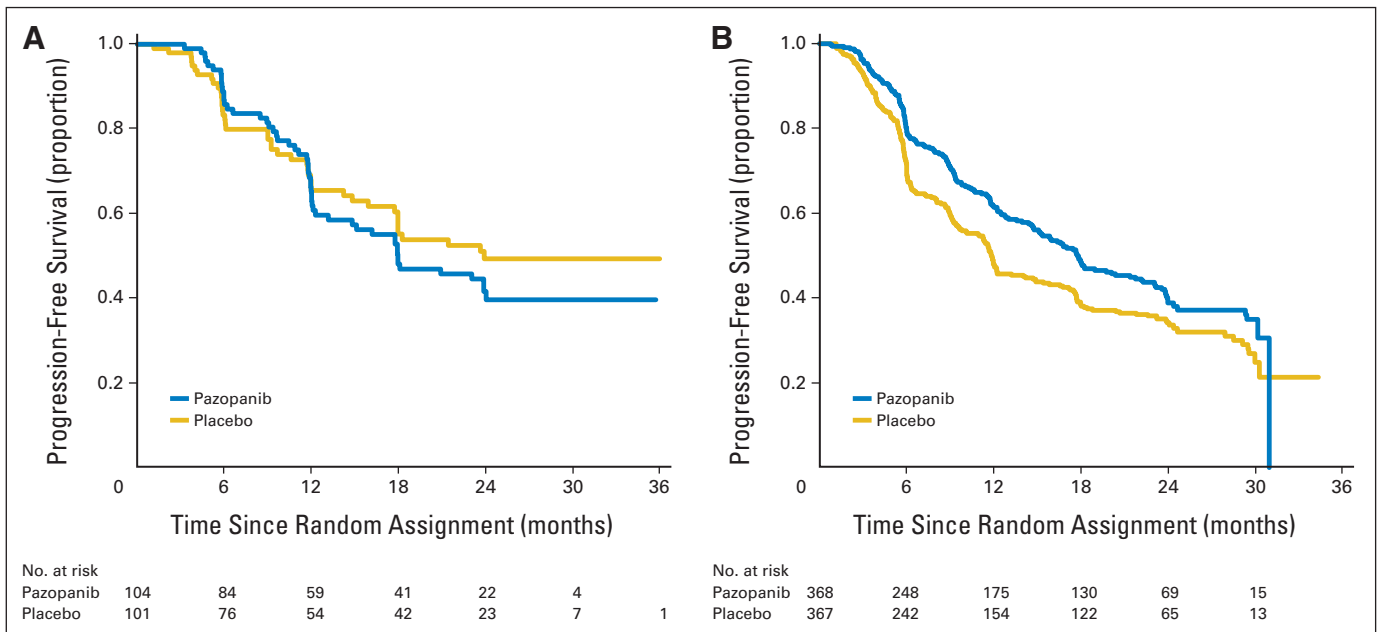 A
Progression-Free Survival (proportion)
1.0
0.8
0.6
0.4
0.2
Pazopanib
Placebo
0 6 12 18 24 30 36
Time Since Random Assignment (months)
No. at risk
Pazopanib 104 84 59 41 22 4
Placebo 101 76 54 42 23 7 1
B
Progression-Free Survival (proportion)
1.0
0.8
0.6
0.4
0.2
Pazopanib
Placebo
0 6 12 18 24 30 36
Time Since Random Assignment (months)
No. at risk
Pazopanib 368 248 175 130 69 15
Placebo 367 242 154 122 65 13